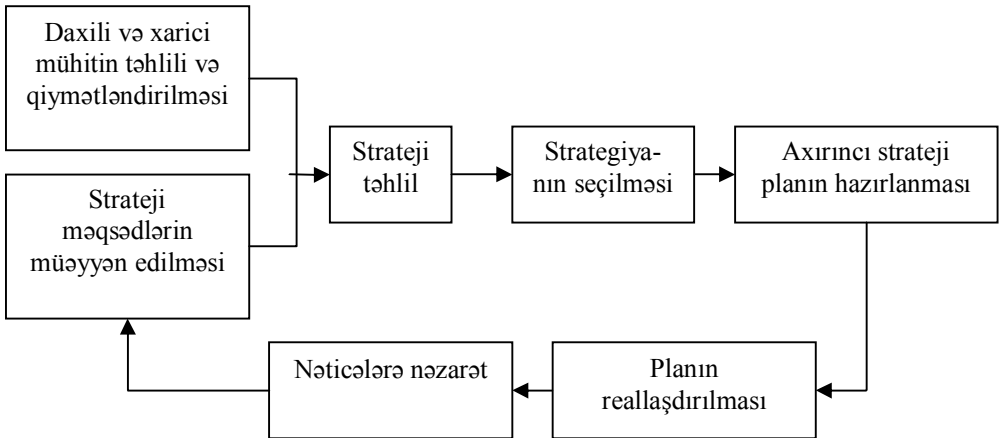 Daxili və xarici
mühitin təhlili və
qiymətləndirilməsi
Strateji
məqsədlərin
müəyyən edilməsi
Strateji
təhlil
Strategiya-
nın seçilməsi
Axırıncı strateji
planın hazırlanması
Nəticələrə nəzarət
Planın
reallaşdırılması